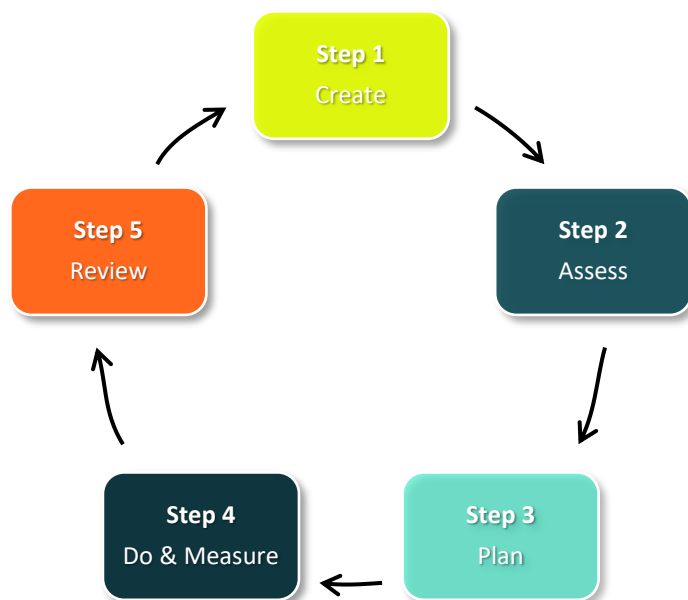 Step 1
Create
Step 2
Assess
Step 3
Plan
Step 4
Do & Measure
Step 5
Review